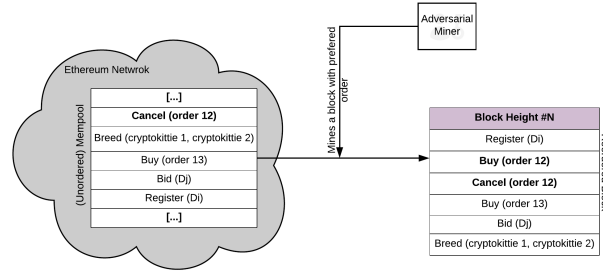 Adversarial
Miner
Ethereum Netwrok
(Unordered) Mempool
[...]
Cancel (order 12)
Breed (cryptokittie 1, cryptokittie 2)
Buy (order 13)
Bid (Dj)
Register (Di)
[...]
Mines a block with prefered
order
Block Height #N
Register (Di)
Buy (order 12)
Cancel (order 12)
Buy (order 13)
Bid (Dj)
Breed (cryptokittie 1, cryptokittie 2)